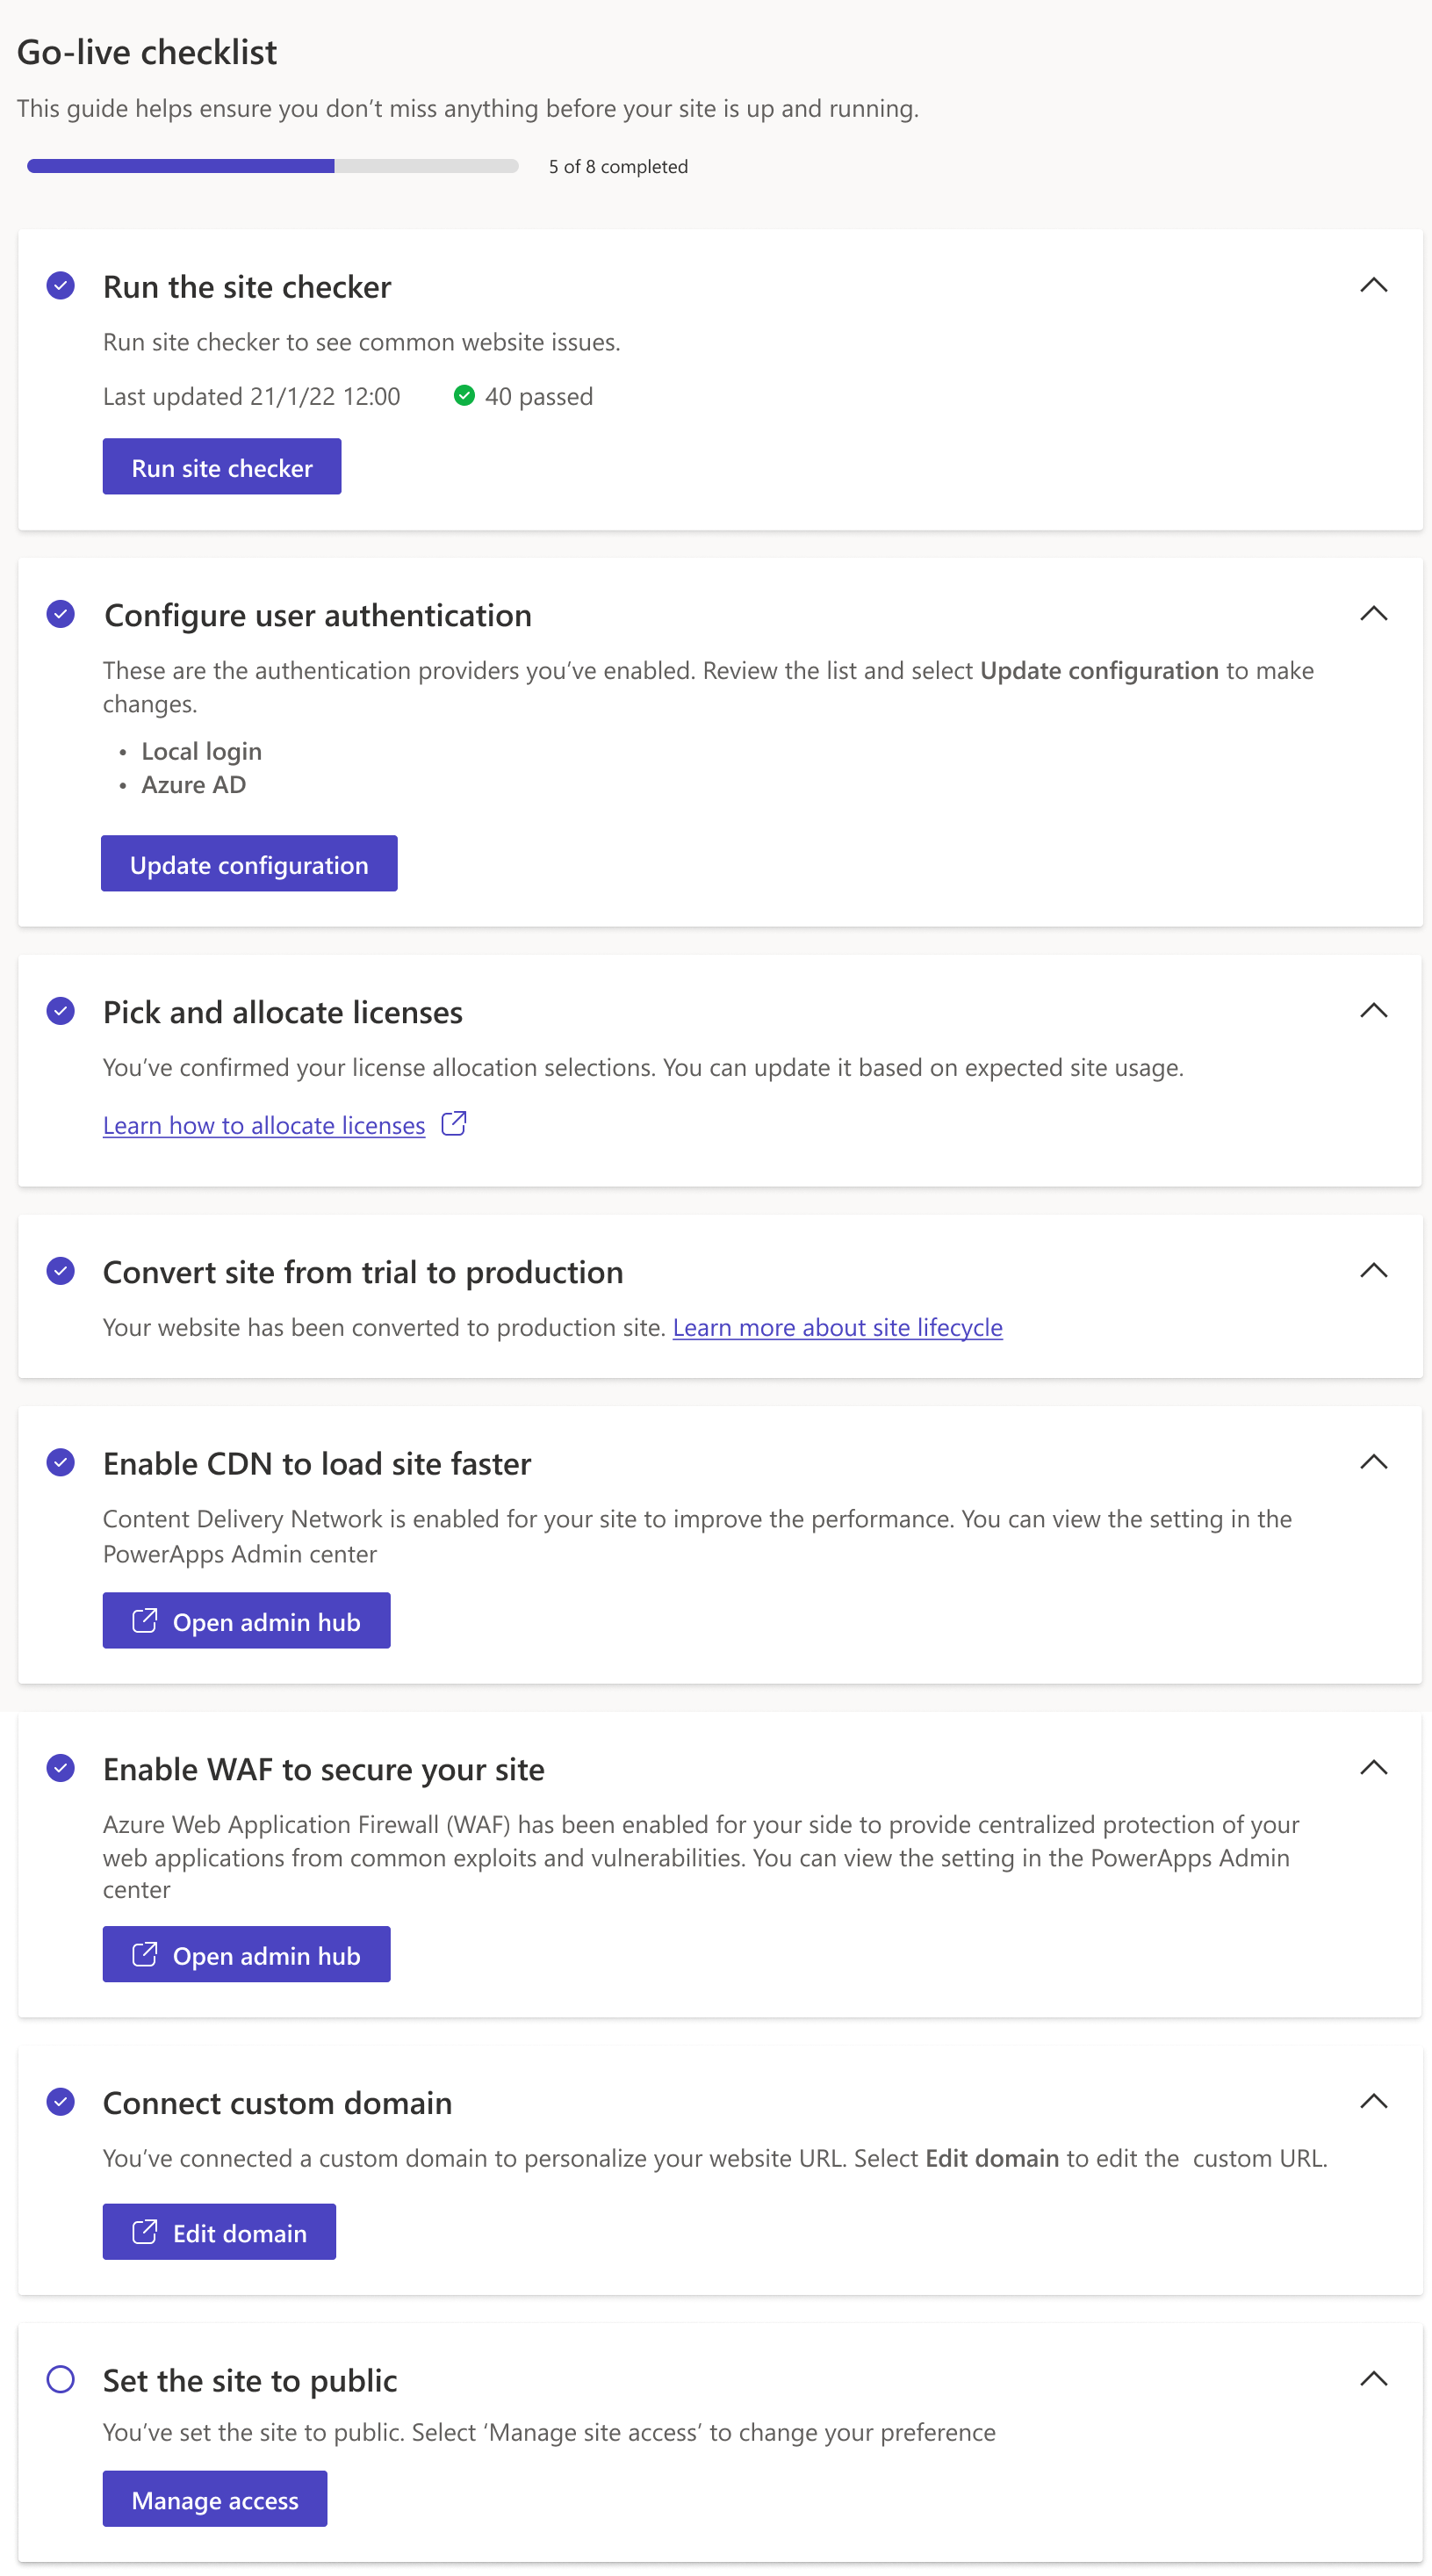 Go-live checklist
This guide helps ensure you don’t miss anything before your site is up and running.
5 of 8 completed
Run the site checker
Run site checker to see common website issues.
Last updated 21/1/22 12:00 40 passed
Run site checker
Configure user authentication
These are the authentication providers you’ve enabled. Review the list and select Update configuration to make
changes.
• Local login
• Azure AD
Update configuration
Pick and allocate licenses
You’ve confirmed your license allocation selections. You can update it based on expected site usage.
Learn how to allocate licenses
Convert site from trial to production
Your website has been converted to production site. Learn more about site lifecycle
Enable CDN to load site faster
Content Delivery Network is enabled for your site to improve the performance. You can view the setting in the
PowerApps Admin center
Open admin hub
Enable WAF to secure your site
Azure Web Application Firewall (WAF) has been enabled for your side to provide centralized protection of your
web applications from common exploits and vulnerabilities. You can view the setting in the PowerApps Admin
center
Open admin hub
Connect custom domain
You’ve connected a custom domain to personalize your website URL. Select Edit domain to edit the  custom URL.
Edit domain
Set the site to public
You’ve set the site to public. Select ‘Manage site access’ to change your preference
Manage access